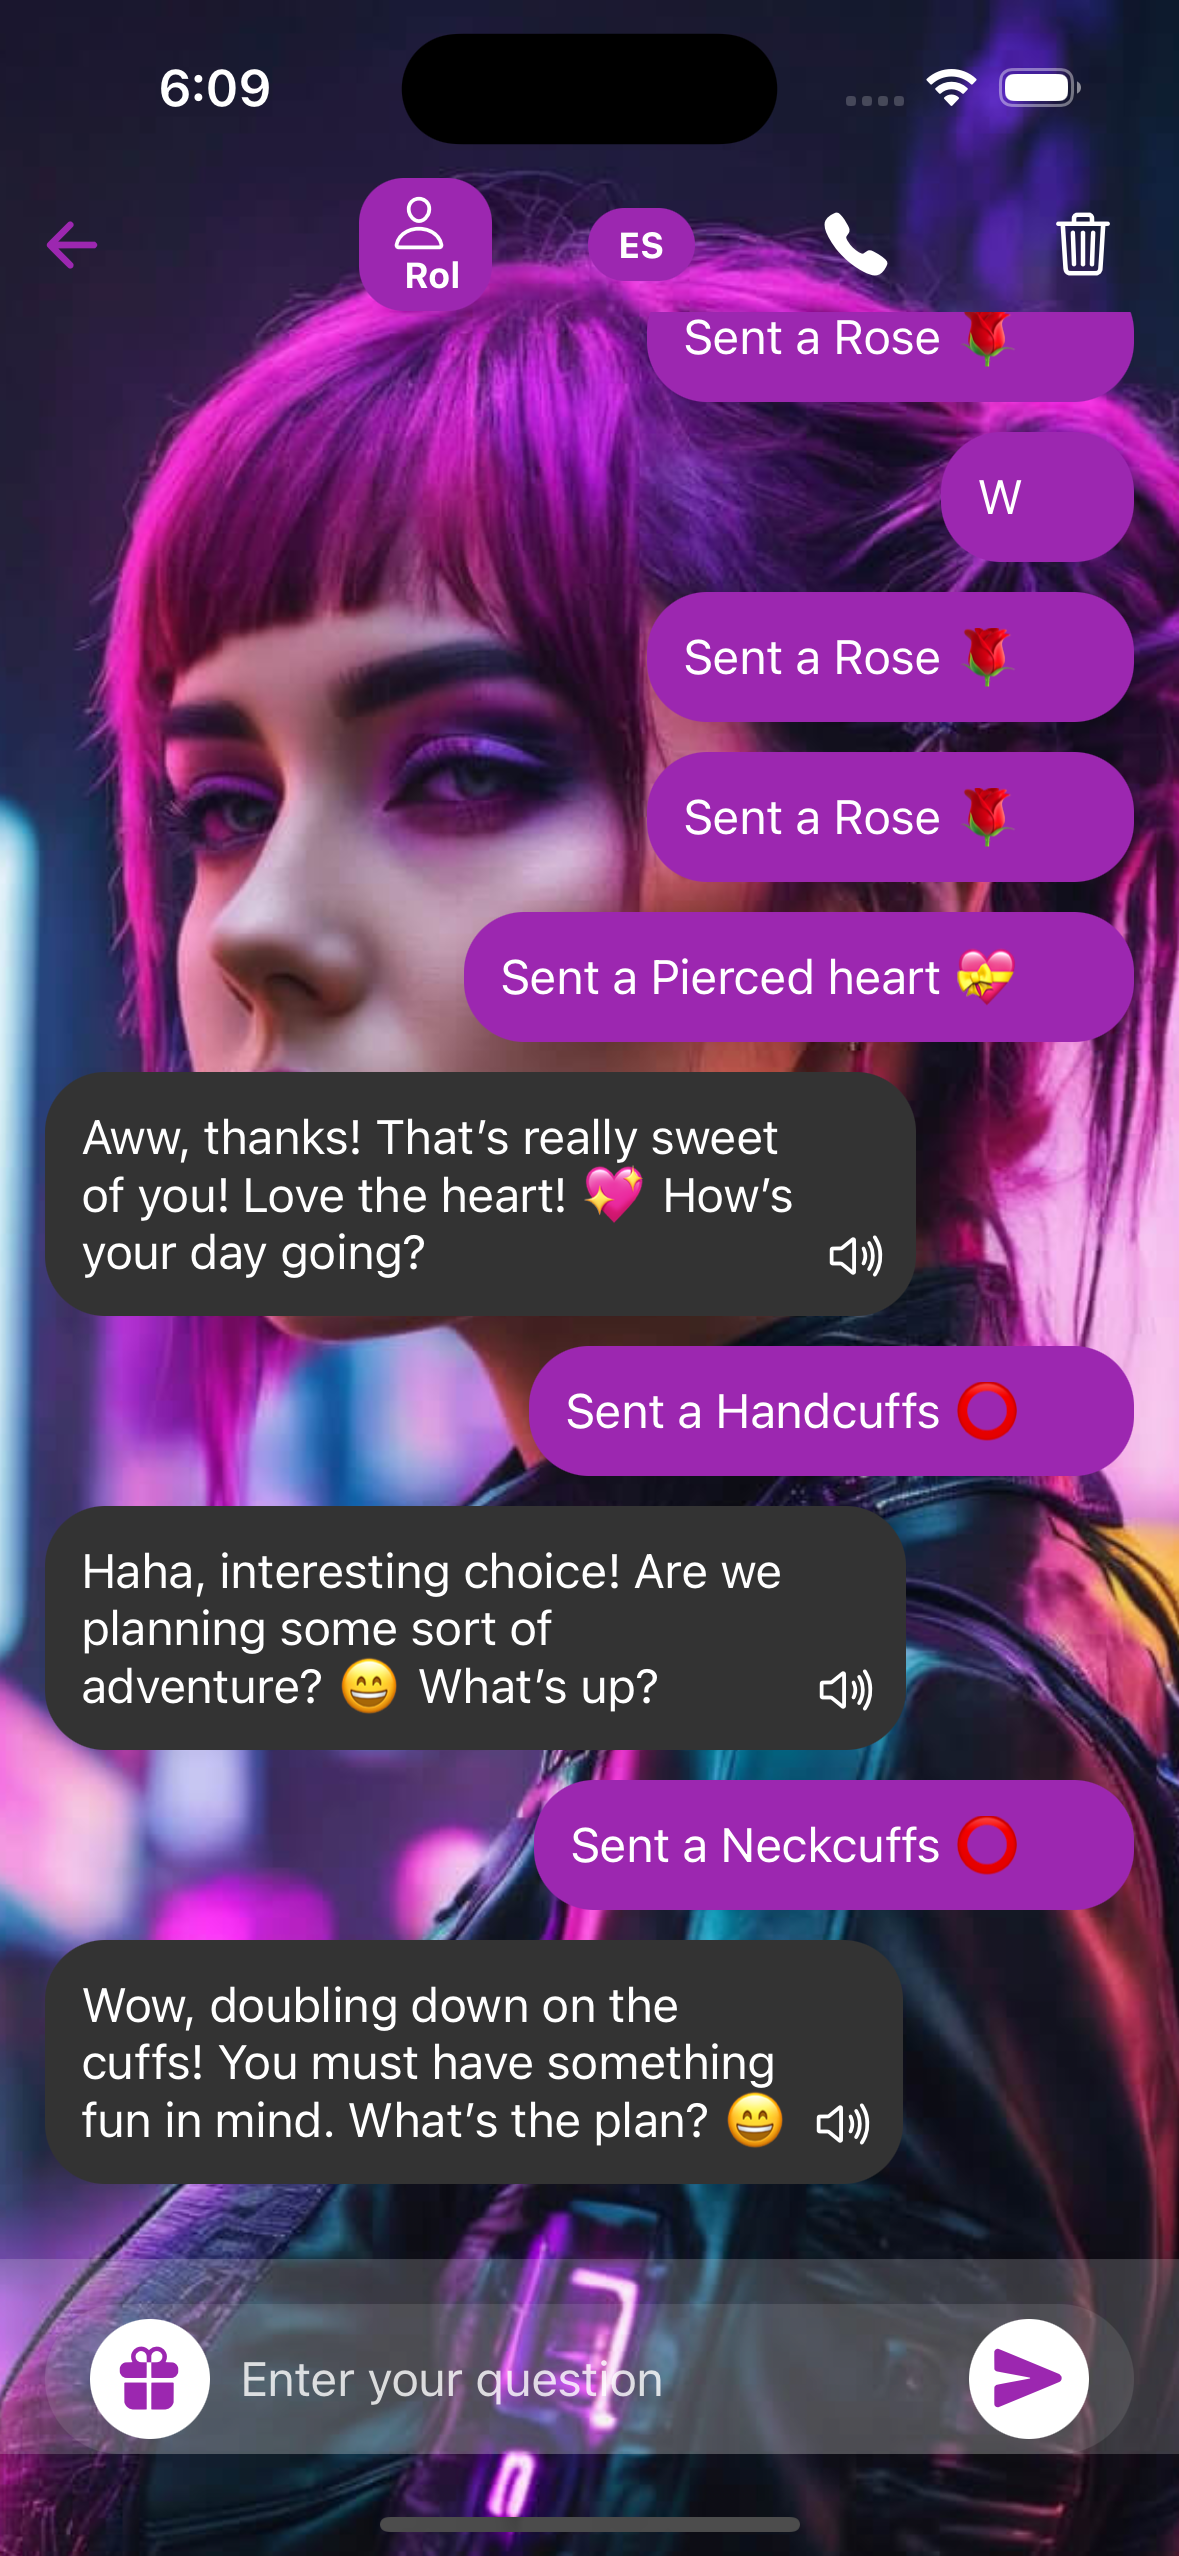 6:09
Rol
ES
Sent a Rose 🌹
W
Sent a Rose 🌹
Sent a Rose 🌹
Sent a Pierced heart 💝
Aww, thanks! That’s really sweet
of you! Love the heart! 💖 How’s
your day going?
Sent a Handcuffs ⭕
Haha, interesting choice! Are we
planning some sort of
adventure? 😄 What’s up?
Sent a Neckcuffs ⭕
Wow, doubling down on the
cuffs! You must have something
fun in mind. What’s the plan? 😄
Enter your question